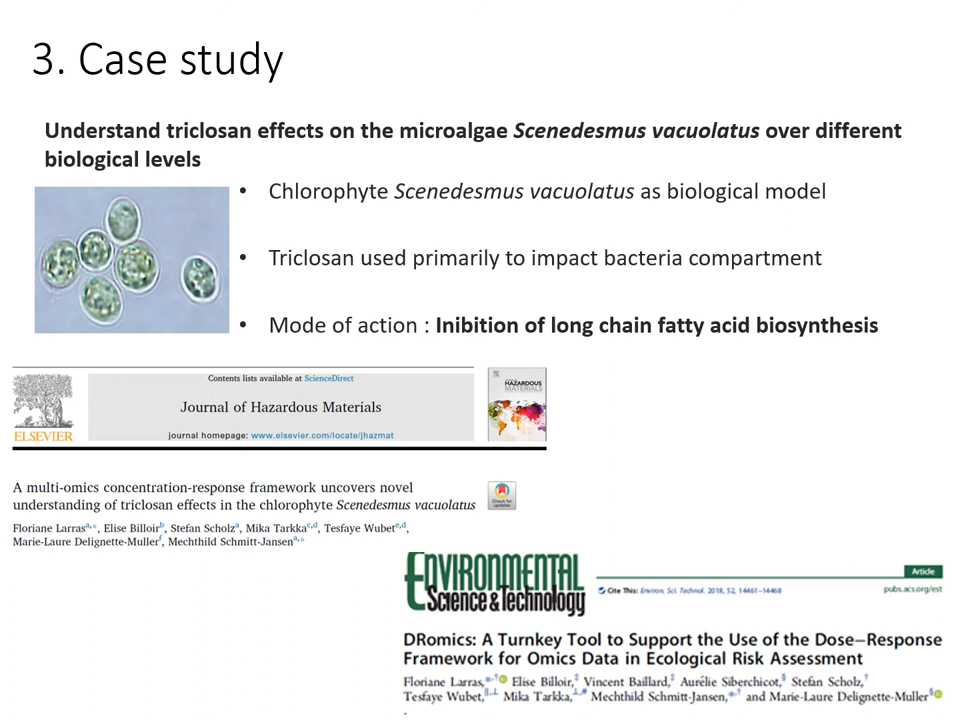 3. Case study
Understand triclosan effects on the microalgae Scenedesmus vacuolatus over different
biological levels
• Chlorophyte Scenedesmus vacuolatus as biological model
• Triclosan used primarily to impact bacteria compartment
• Mode of action : Inibition of long chain fatty acid biosynthesis
Contents lists available at ScienceDirect
Journal of Hazardous Materials
journal homepage: www.elsevier.com/locate/jhazmat
ELSEVIER
HAZARDOUS
MATERIALS
A multi-omics concentration-response framework uncovers novel
understanding of triclosan effects in the chlorophyte Scenedesmus vacuolatus
Check for
updates
Floriane Larras a,*, Elise Billoir b, Stefan Scholz a, Mika Tarkka c,d, Tesfaye Wubet e,d,
Marie-Laure Delignette-Muller f, Mechthild Schmitt-Jansen a,*
ENVIRONMENTAL
Science & Technology
Article
Cite This: Environ. Sci. Technol. 2018, 52, 14461−14468
pubs.acs.org/est
DRomics: A Turnkey Tool to Support the Use of the Dose−Response
Framework for Omics Data in Ecological Risk Assessment
Floriane Larras,*,† Elise Billoir,‡ Vincent Baillard,‡ Aurélie Siberchicot,§ Stefan Scholz,†
Tesfaye Wubet,||,⊥ Mika Tarkka,⊥,# Mechthild Schmitt-Jansen,*,† and Marie-Laure Delignette-Muller§